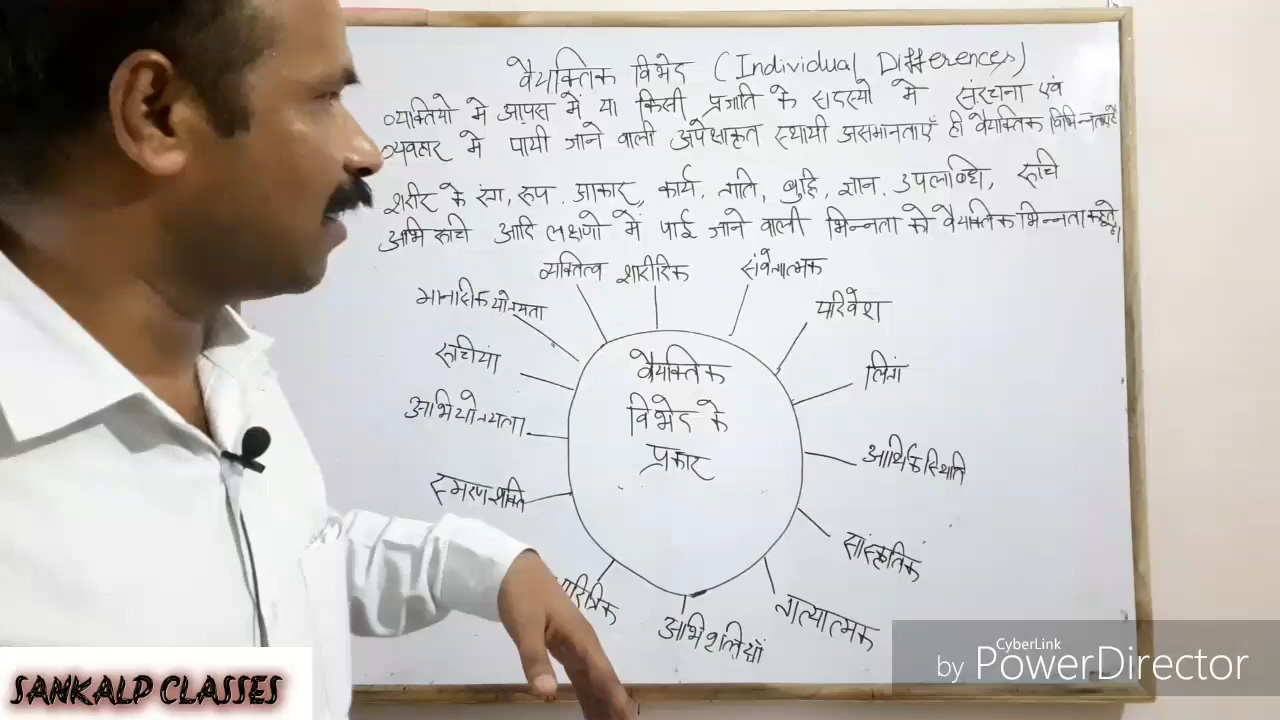 वैयक्तिक विभेद (Individual Differences)
व्यक्तियो मे आपस में या किसी प्रजाति के सदस्यो मे संरचना एवं
व्यवहार मे पायी जाने वाली अपेक्षाकृत स्थायी असमानताएँ ही वैयक्तिक विभिन्नताएँ है
शरीर के रंग, रूप, आकार, कार्य, गति, बुद्धि, ज्ञान, उपलब्धि, रूचि
अभि रूचि आदि लक्षणो में पाई जाने वाली भिन्नता को वैयक्तिक भिन्नता कहते है।
व्यक्तित्व
शारीरिक
संवेगात्मक
मानसिक योग्यता
परिवेश
रूचीयां
लिंग
अभियोग्यता
आर्थिक स्थिति
स्मरण शक्ति
सांस्कृतिक
गत्यात्मक
वैयक्तिक
विभेद के
प्रकार
CyberLink
by PowerDirector
SANKALP CLASSES